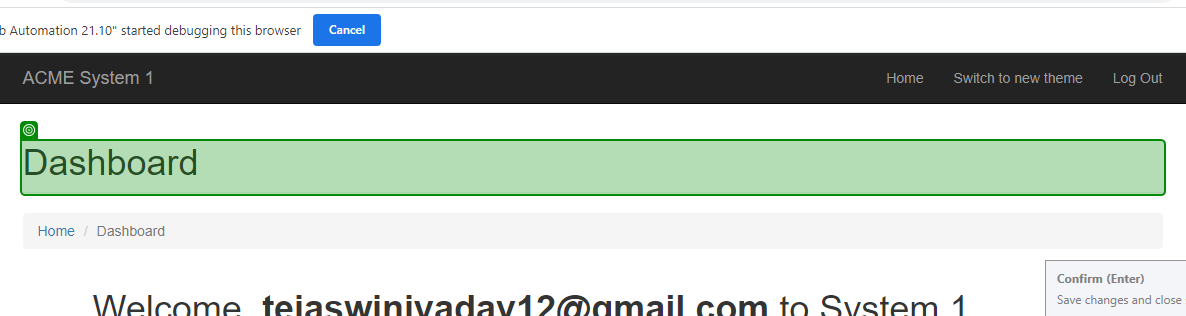 b Automation 21.10" started debugging this browser Cancel
ACME System 1 Home Switch to new theme Log Out
Dashboard
Home / Dashboard
Confirm (Enter)
Save changes and close
Welcome, tejaswiniyadav12@gmail.com to System 1